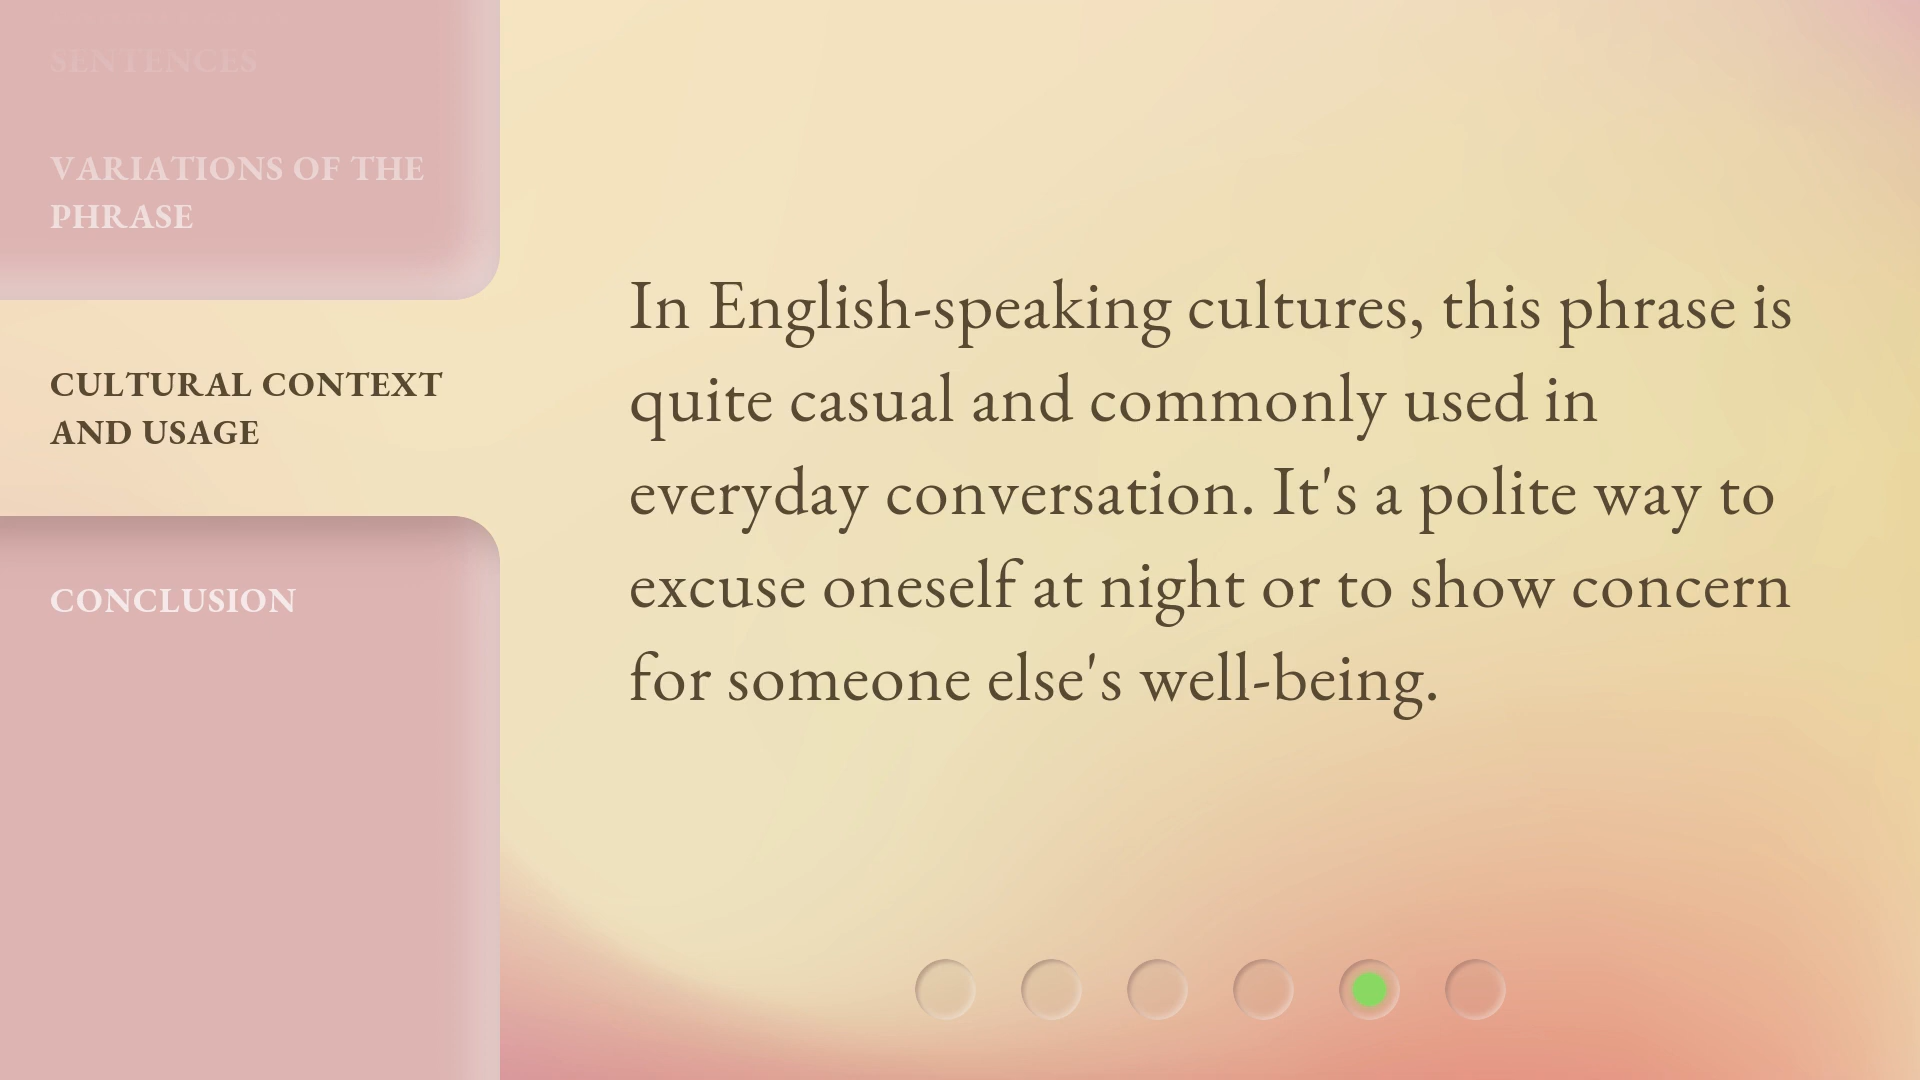 SENTENCES
VARIATIONS OF THE
PHRASE
CULTURAL CONTEXT
AND USAGE
CONCLUSION
In English-speaking cultures, this phrase is
quite casual and commonly used in
everyday conversation. It's a polite way to
excuse oneself at night or to show concern
for someone else's well-being.